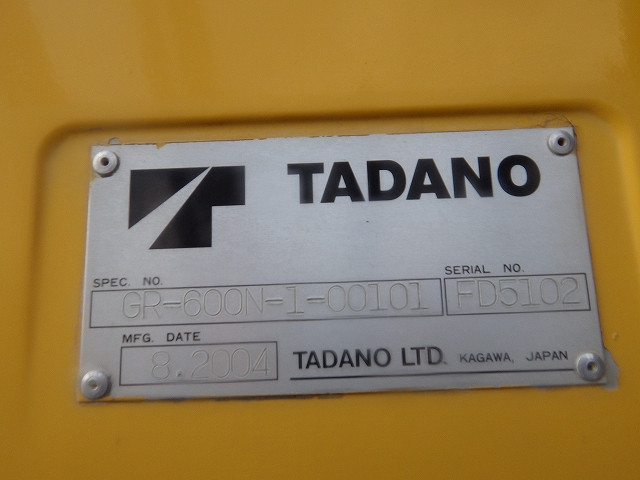 TADANO
SPEC. NO.
GR-600N-1-00101
SERIAL NO.
FD5102
MFG. DATE
8.2004
TADANO LTD. KAGAWA, JAPAN